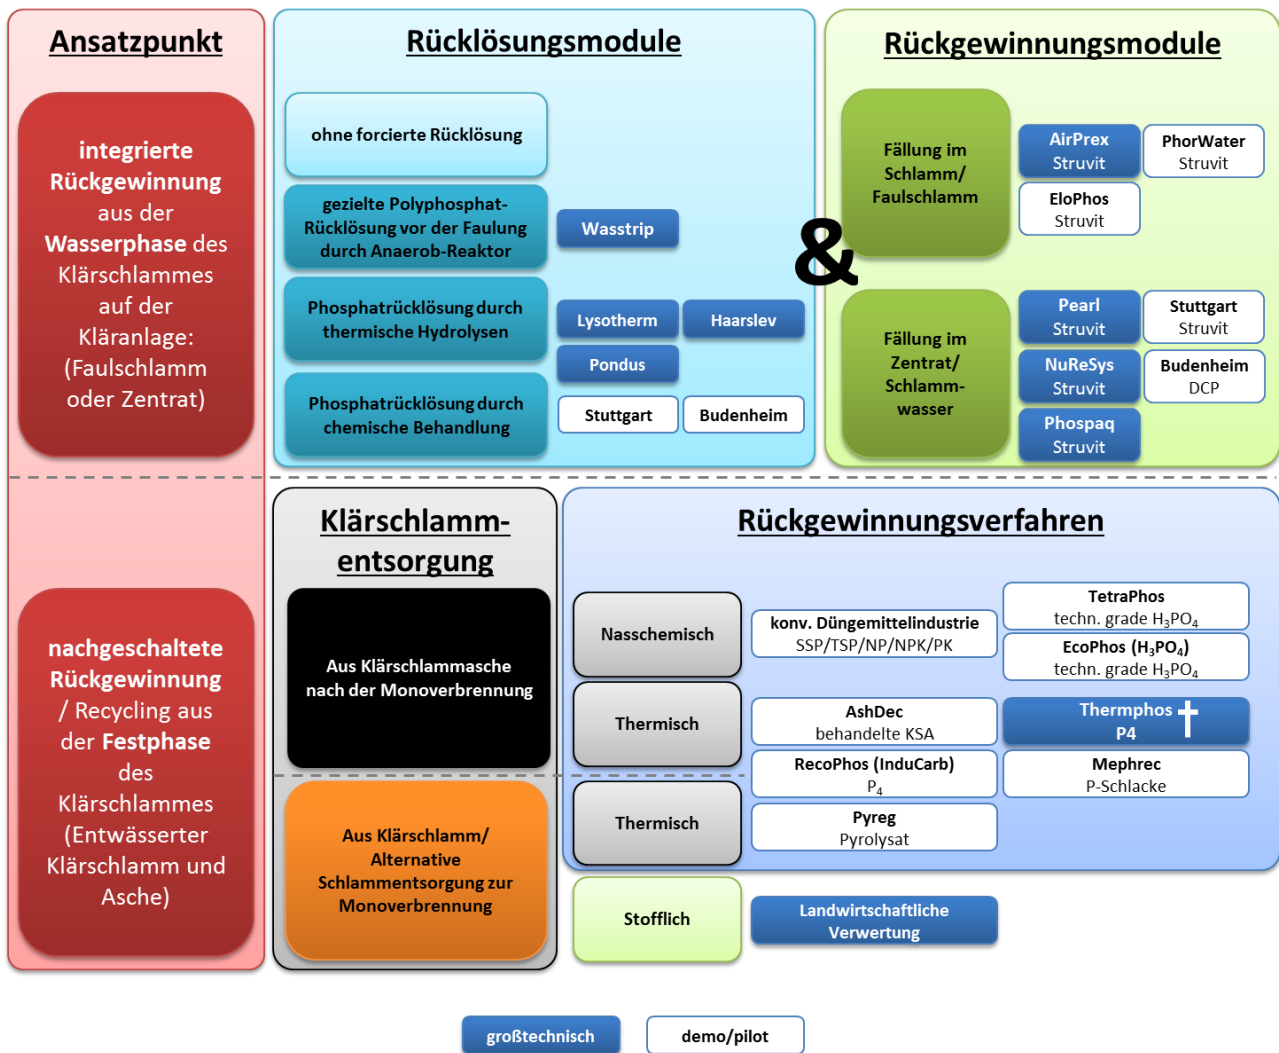 Ansatzpunkt
integrierte
Rückgewinnung
aus der
Wasserphase des
Klärschlammes
auf der
Kläranlage:
(Faulschlamm
oder Zentrat)
Rücklösungsmodule
ohne forcierte Rücklösung
gezielte Polyphosphat-
Rücklösung vor der Faulung
durch Anaerob-Reaktor
Wasstrip
Phosphatrücklösung durch
thermische Hydrolysen
Lysotherm
Haarslev
Pondus
Phosphatrücklösung durch
chemische Behandlung
Stuttgart
Budenheim
&
Rückgewinnungsmodule
Fällung im
Schlamm/
Faulschlamm
AirPrex
Struvit
PhorWater
Struvit
EloPhos
Struvit
Fällung im
Zentrat/
Schlamm-
wasser
Pearl
Struvit
Stuttgart
Struvit
NuReSys
Struvit
Budenheim
DCP
Phospaq
Struvit
nachgeschaltete
Rückgewinnung
/ Recycling aus
der Festphase
des
Klärschlammes
(Entwässerter
Klärschlamm und
Asche)
Klärschlamm-
entsorgung
Aus Klärschlammasche
nach der Monoverbrennung
Aus Klärschlamm/
Alternative
Schlammentsorgung zur
Monoverbrennung
Rückgewinnungsverfahren
Nasschemisch
konv. Düngemittelindustrie
SSP/TSP/NP/NPK/PK
TetraPhos
techn. grade H₃PO₄
EcoPhos (H₃PO₄)
techn. grade H₃PO₄
Thermisch
AshDec
behandelte KSA
Thermphos
P4
RecoPhos (InduCarb)
P₄
Mephrec
P-Schlacke
Thermisch
Pyreg
Pyrolysat
Stofflich
Landwirtschaftliche
Verwertung
großtechnisch
demo/pilot